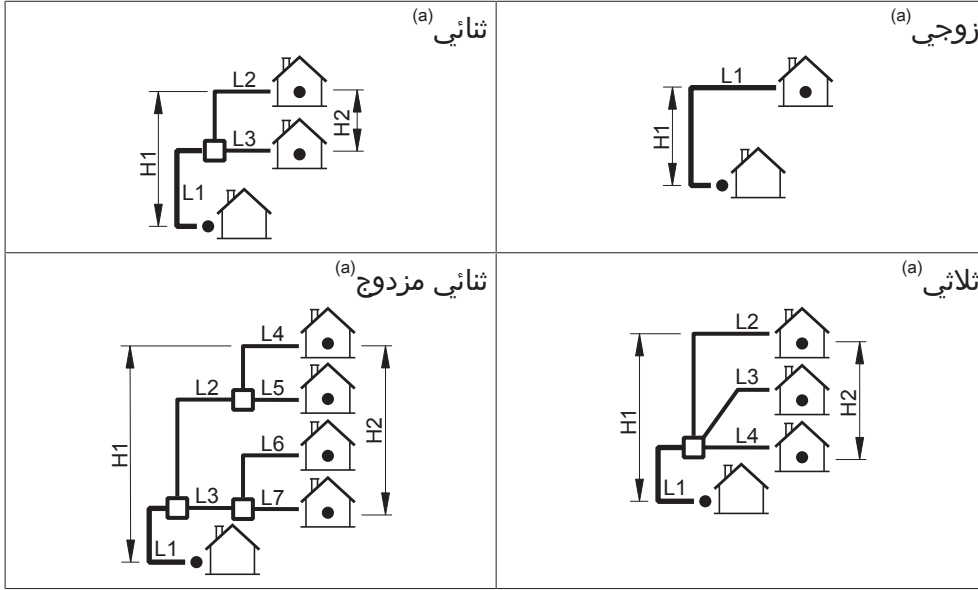 زوجي(a)
L1
H1
ثنائي(a)
L2
L3
H2
H1
L1
ثلاثي(a)
L2
L3
H2
H1
L4
L1
ثنائي مزدوج(a)
L4
L2
L5
H2
H1
L6
L3
L7
L1